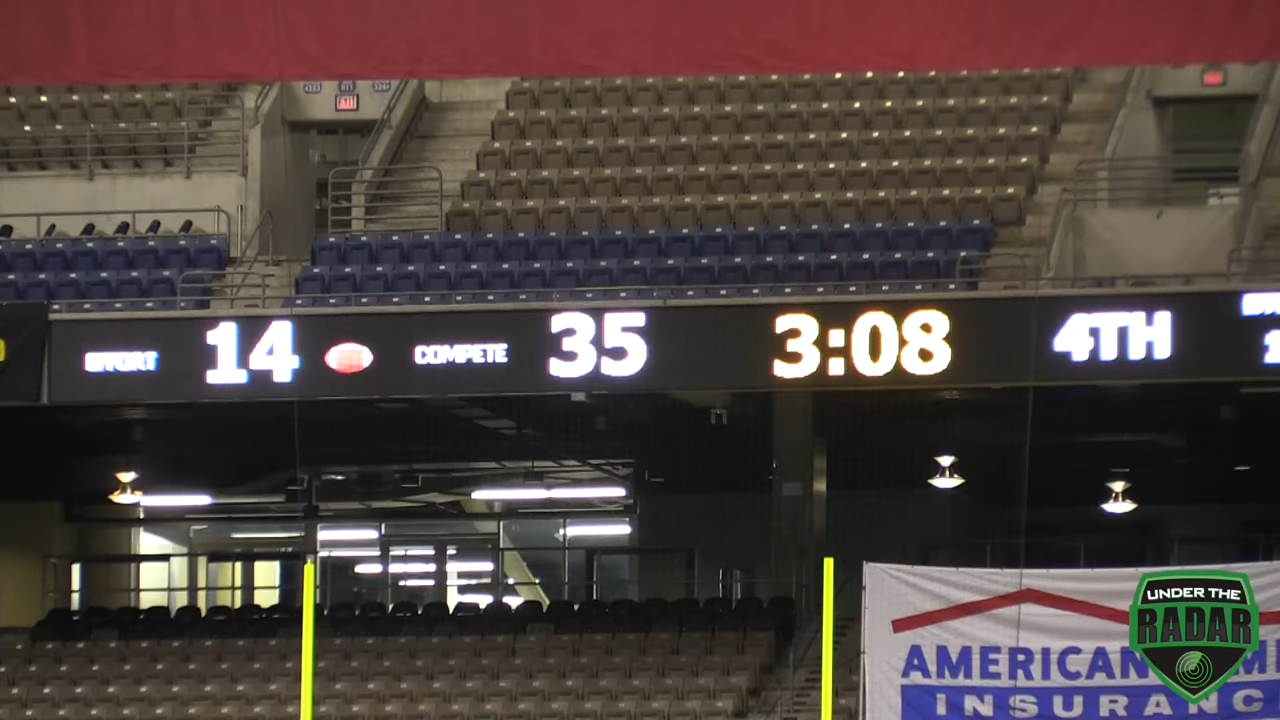 EXIT
EFFORT 14 COMPETE 35 3:08 4TH
UNDER THE
RADAR
AMERICAN
INSURANC